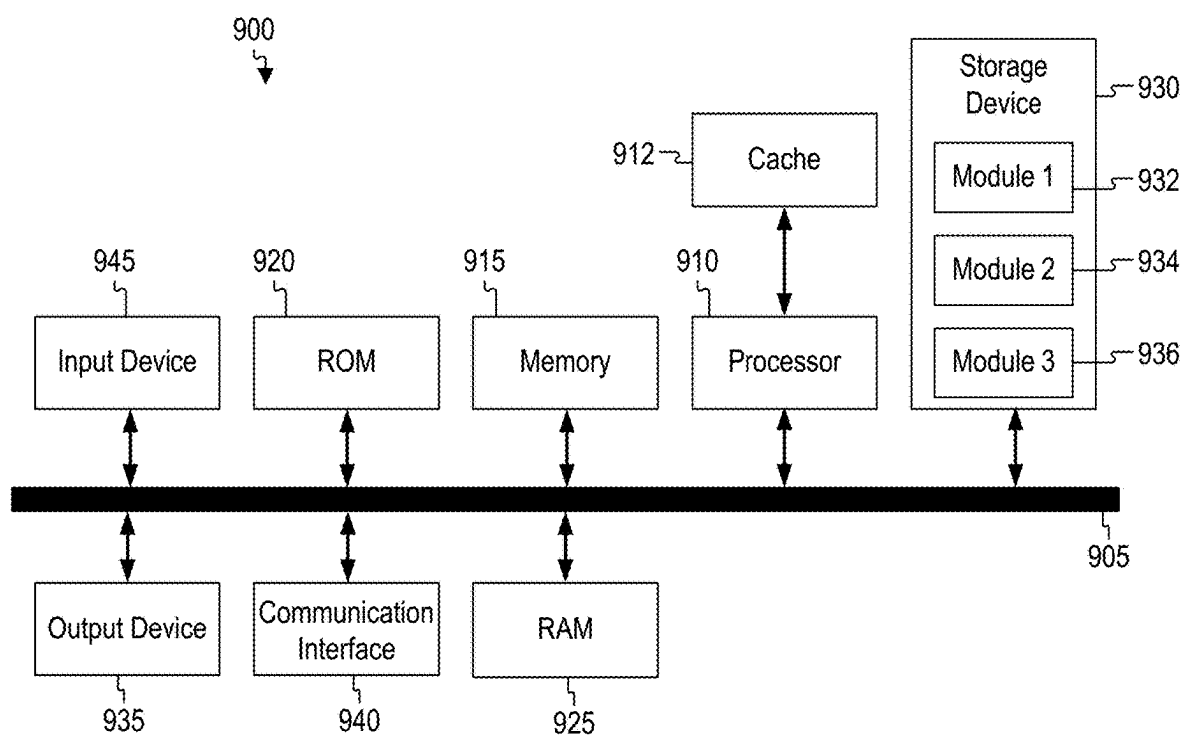 900
Storage
Device
930
912
Cache
Module 1
932
945
920
915
910
Module 2
934
Input Device
ROM
Memory
Processor
Module 3
936
905
Output Device
Communication
Interface
RAM
935
940
925